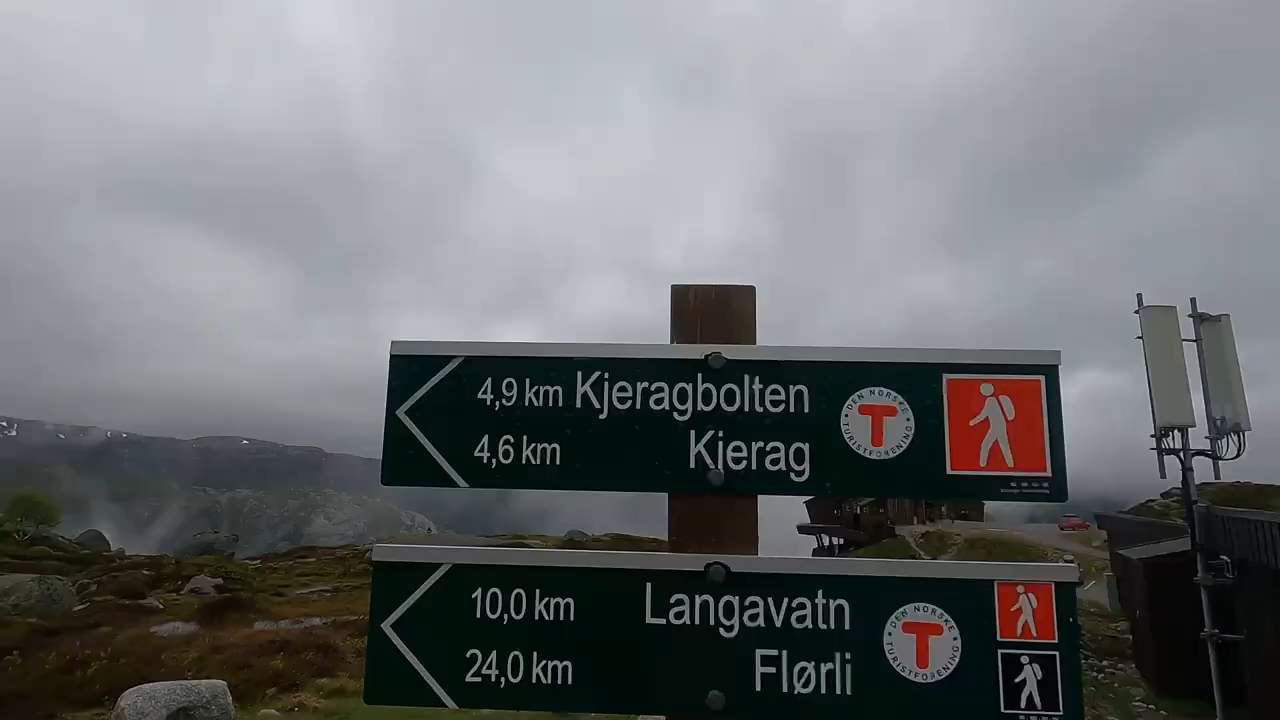 4,9 km Kjeragbolten
4,6 km Kjerag
DEN NORSKE
T
TURISTFORENING
10,0 km Langavatn
24,0 km Flørli
DEN NORSKE
T
TURISTFORENING